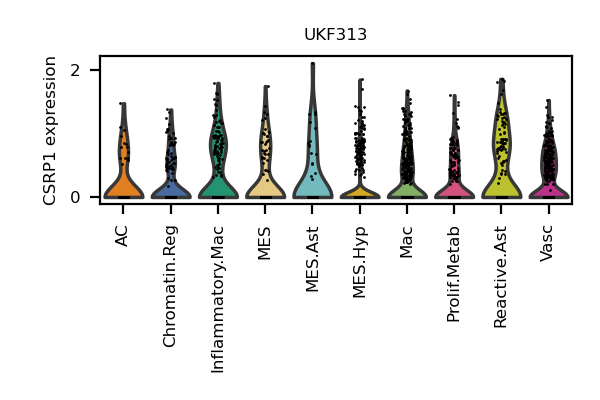 UKF313
CSRP1 expression
2
0
AC
Chromatin.Reg
Inflammatory.Mac
MES
MES.Ast
MES.Hyp
Mac
Prolif.Metab
Reactive.Ast
Vasc